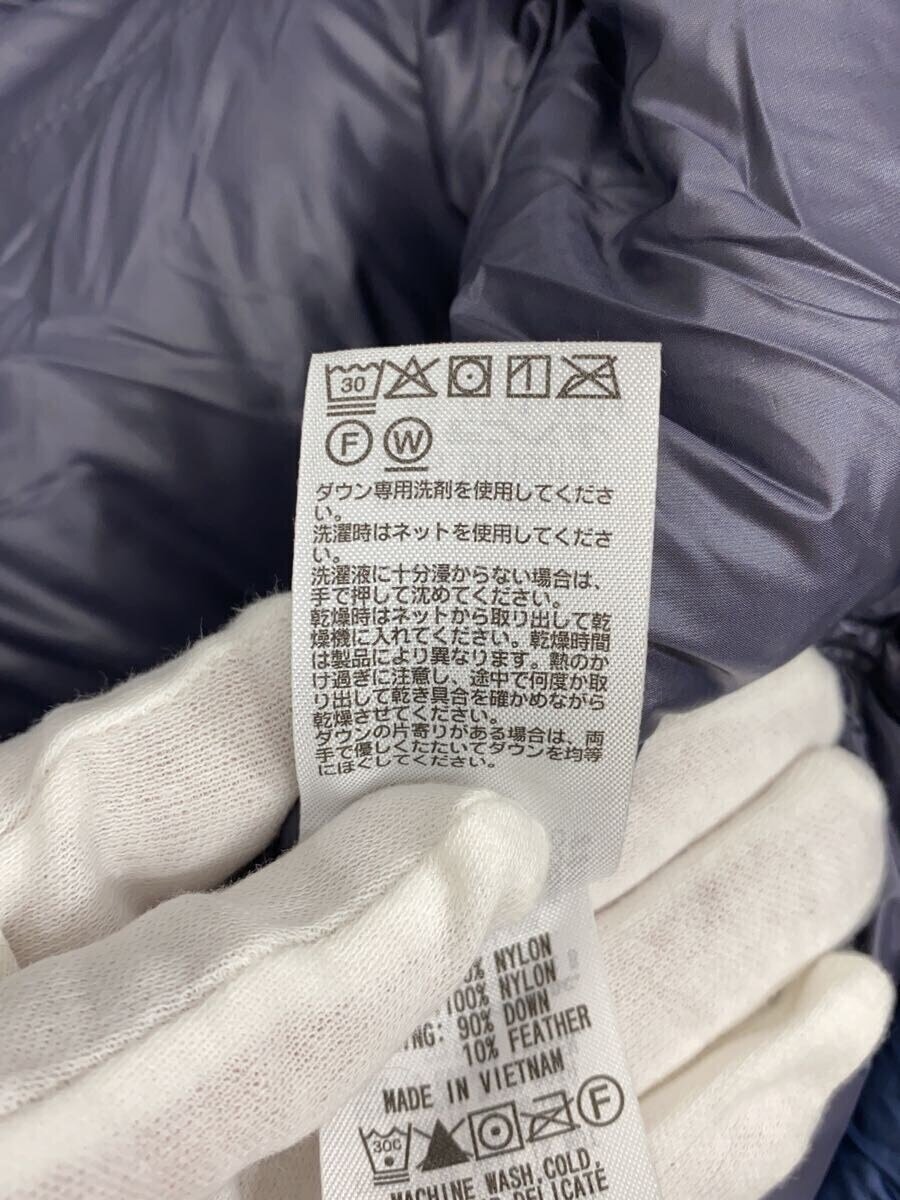 30
F W
ダウン専用洗剤を使用してくださ
い。
洗濯時はネットを使用してくださ
い。
洗濯液に十分浸からない場合は、
手で押して沈めてください。
乾燥時はネットから取り出して乾
燥機に入れてください。乾燥時間
は製品により異なります。熱のか
け過ぎに注意し、途中で何度か取
り出して乾き具合を確かめながら
乾燥させてください。
ダウンの片寄りがある場合は、両
手で優しくたたいてダウンを均等
にほぐしてください。
NYLON
100% NYLON
90% DOWN
10% FEATHER
MADE IN VIETNAM
30C F
MACHINE WASH COLD,
DELICATE